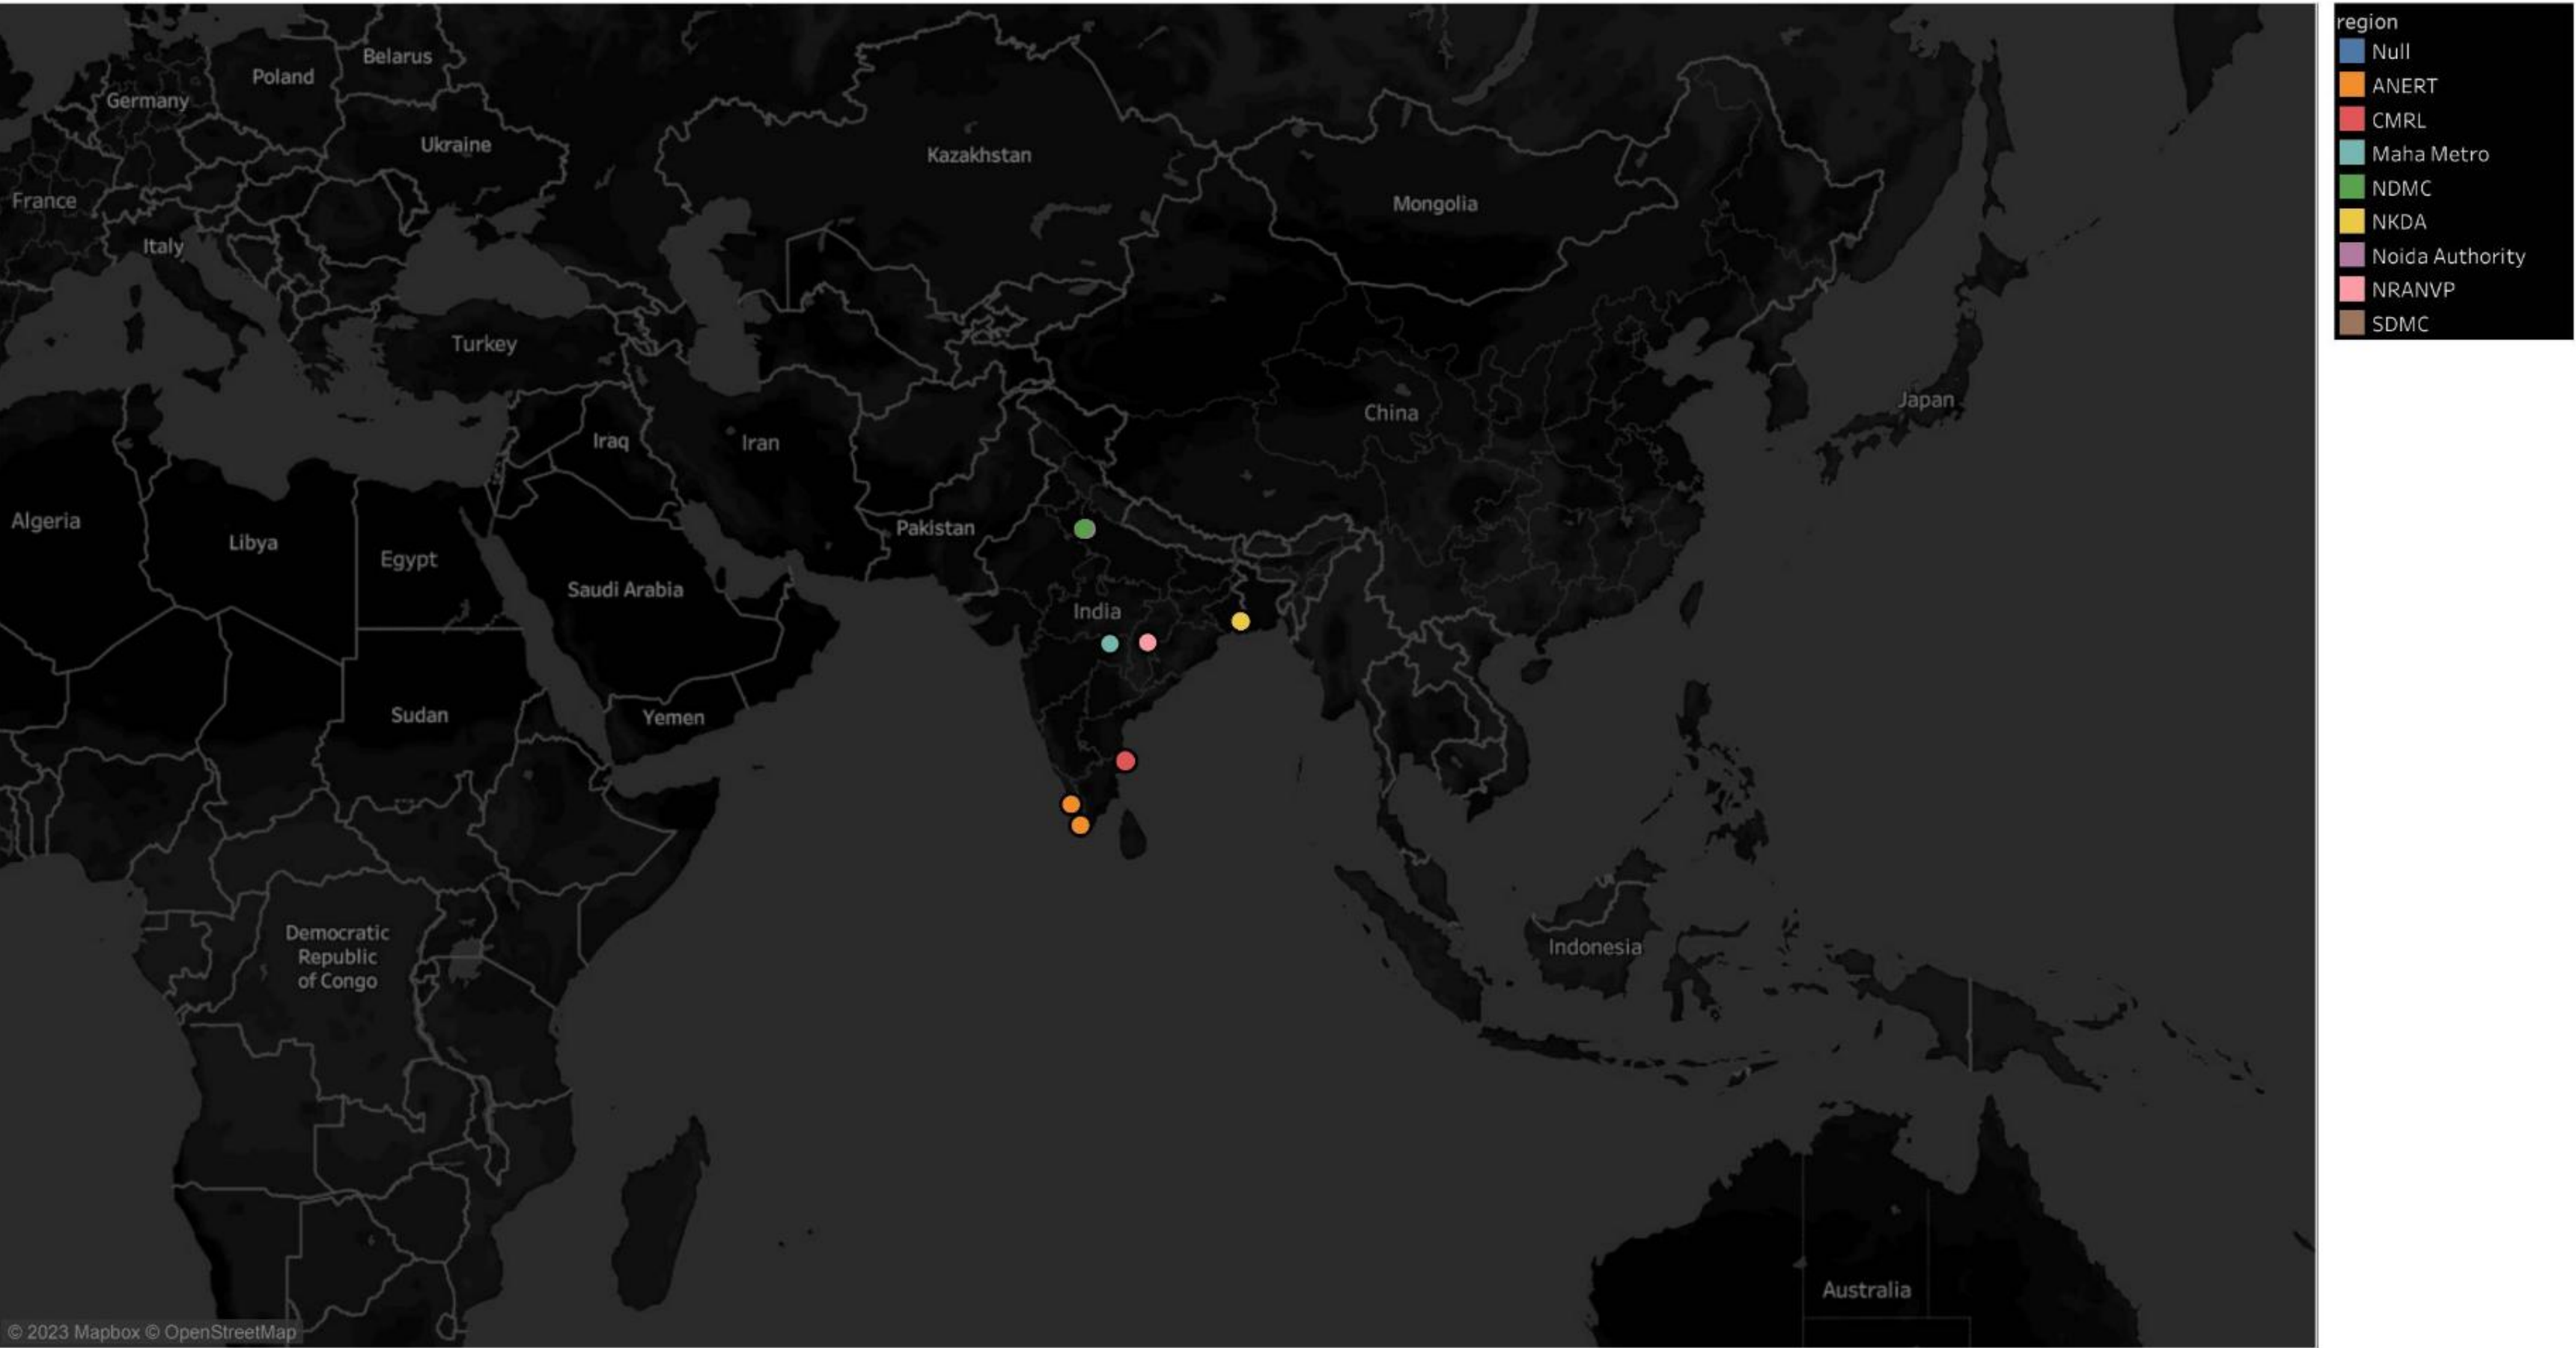 Belarus
Poland
Germany
Ukraine
Kazakhstan
France
Mongolia
Italy
Turkey
China
Japan
Iraq
Iran
Algeria
Libya
Egypt
Pakistan
Saudi Arabia
India
Sudan
Yemen
Democratic
Republic
of Congo
Indonesia
Australia
© 2023 Mapbox © OpenStreetMap
region
Null
ANERT
CMRL
Maha Metro
NDMC
NKDA
Noida Authority
NRANVP
SDMC